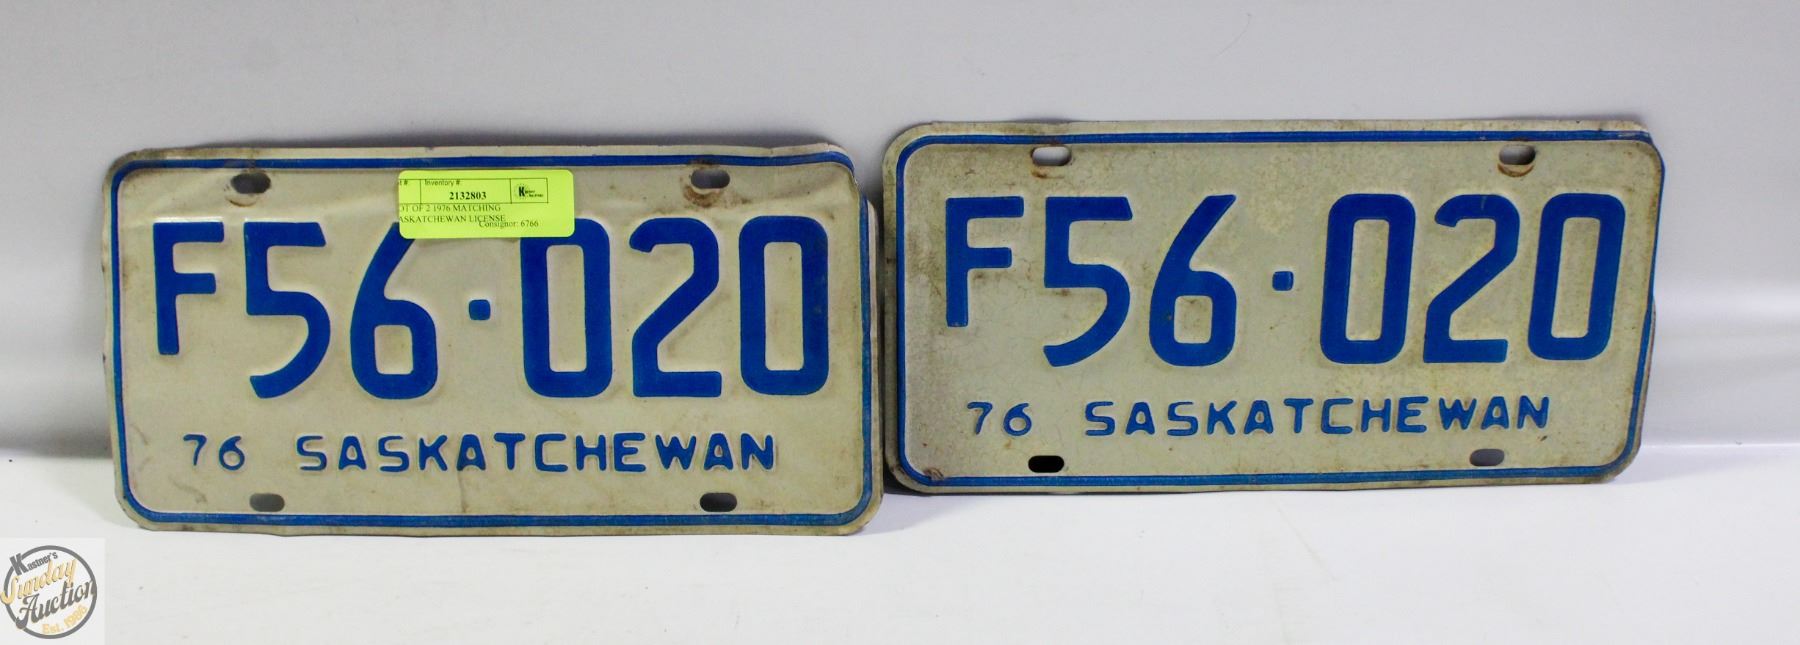 F56·020
76 SASKATCHEWAN
Inventory #:
2132803
OT OF 2 1976 MATCHING
ASKATCHEWAN LICENSE
Consignor: 6766
F56·020
76 SASKATCHEWAN
Kastner's
Sunday
Auction
Est. 1986